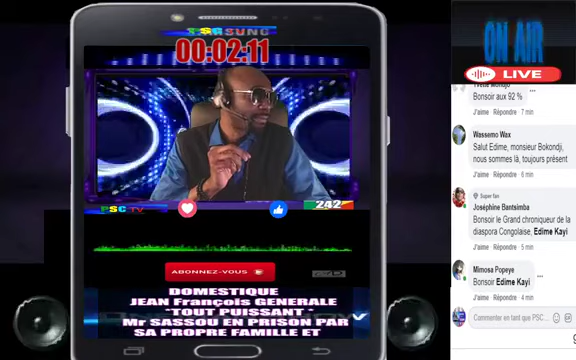 SAMSUNG
00:02:11
PSC TV
242
ABONNEZ-VOUS
DOMESTIQUE
JEAN François GENERALE
"TOUT PUISSANT"
Mr SASSOU EN PRISON PAR
SA PROPRE FAMILLE ET
ON AIR
LIVE
Bonsoir aux 92 %
J'aime Répondre 7 min
Wassemo Wax
Salut Edime, monsieur Bokondji,
nous sommes là, toujours présent
J'aime Répondre 6 min
Super fan
Joséphine Bantsimba
Bonsoir le Grand chroniqueur de la
diaspora Congolaise, Edime Kayi
J'aime Répondre 5 min
Mimosa Popeye
Bonsoir Edime Kayi
J'aime Répondre 4 min
Commenter en tant que PSC...